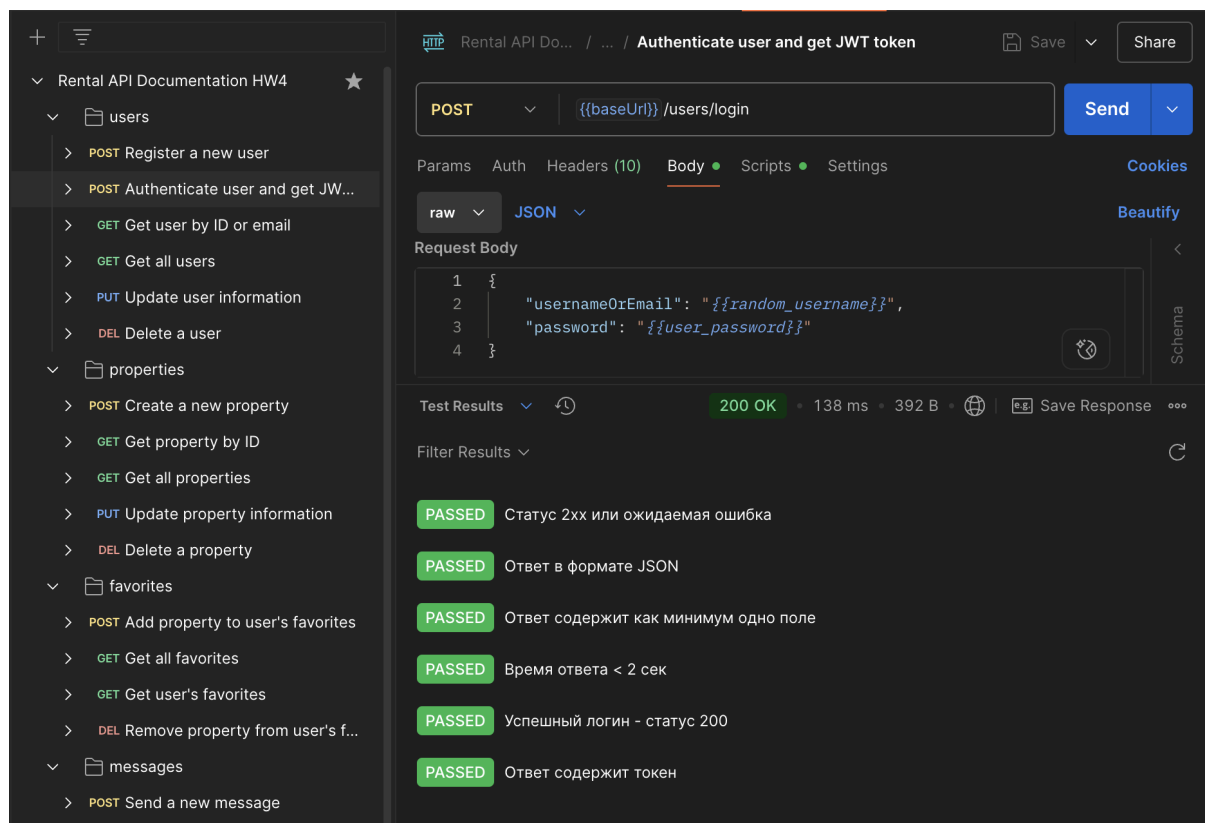 Rental API Documentation HW4
users
POST Register a new user
POST Authenticate user and get JW...
GET Get user by ID or email
GET Get all users
PUT Update user information
DEL Delete a user
properties
POST Create a new property
GET Get property by ID
GET Get all properties
PUT Update property information
DEL Delete a property
favorites
POST Add property to user's favorites
GET Get all favorites
GET Get user's favorites
DEL Remove property from user's f...
messages
POST Send a new message
HTTP Rental API Do... / ... / Authenticate user and get JWT token Save Share
POST {{baseUrl}}/users/login Send
Params Auth Headers (10) Body Scripts Settings Cookies
raw JSON Beautify
Request Body
1 {
2 "usernameOrEmail": "{{random_username}}",
3 "password": "{{user_password}}"
4 }
Schema
Test Results 200 OK 138 ms 392 B e.g. Save Response
Filter Results
PASSED Статус 2xx или ожидаемая ошибка
PASSED Ответ в формате JSON
PASSED Ответ содержит как минимум одно поле
PASSED Время ответа < 2 сек
PASSED Успешный логин - статус 200
PASSED Ответ содержит токен